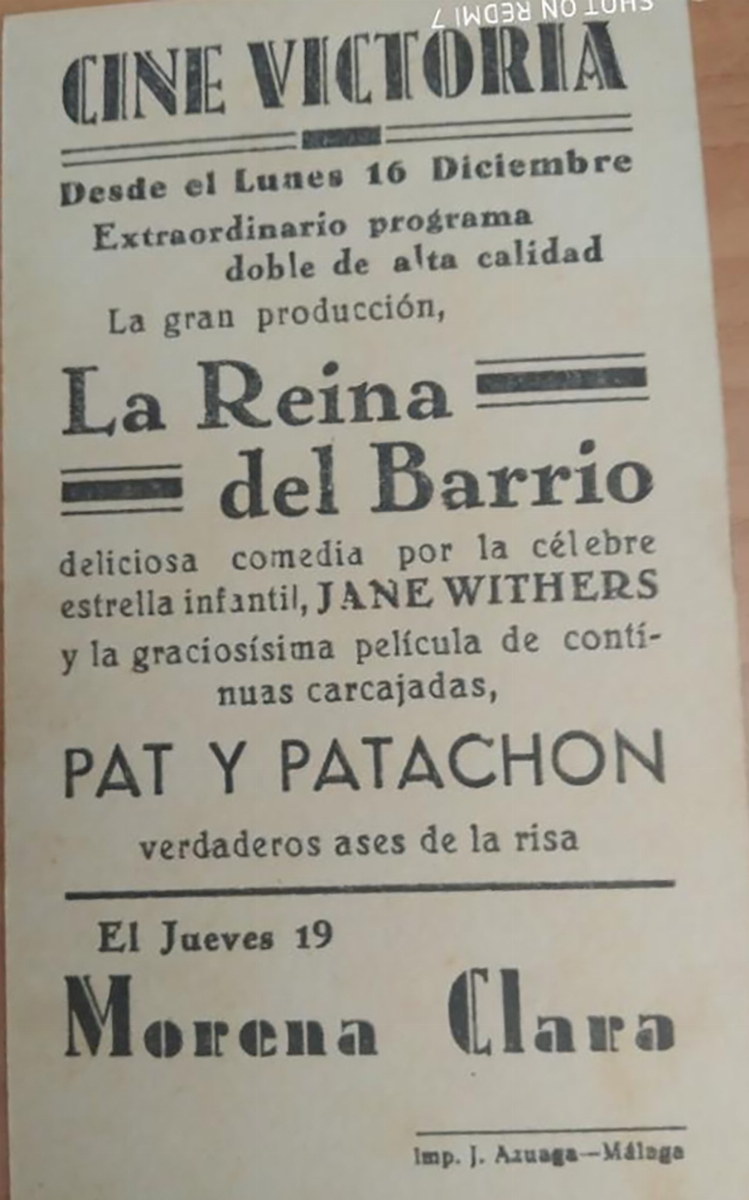 SHOT ON REDMI 7
CINE VICTORIA
Desde el Lunes 16 Diciembre
Extraordinario programa
doble de alta calidad
La gran producción,
La Reina
del Barrio
deliciosa comedia por la célebre
estrella infantil, JANE WITHERS
y la graciosísima película de contí-
nuas carcajadas,
PAT Y PATACHON
verdaderos ases de la risa
El Jueves 19
Morena Clara
Imp. J. Azuaga—Málaga